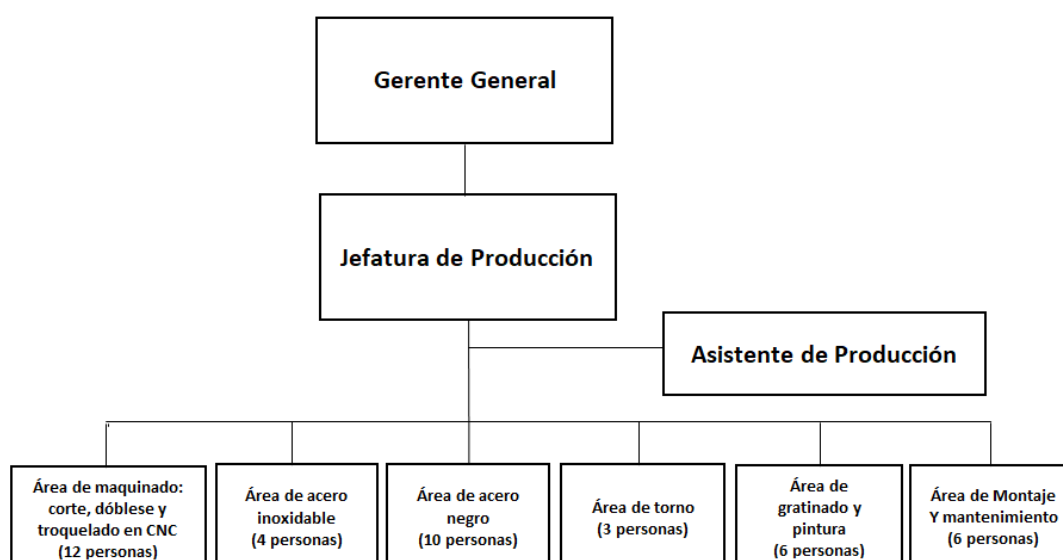 Gerente General
Jefatura de Producción
Asistente de Producción
Área de maquinado:
corte, dóblese y
troquelado en CNC
(12 personas)
Área de acero
inoxidable
(4 personas)
Área de acero
negro
(10 personas)
Área de torno
(3 personas)
Área de
gratinado y
pintura
(6 personas)
Área de Montaje
Y mantenimiento
(6 personas)